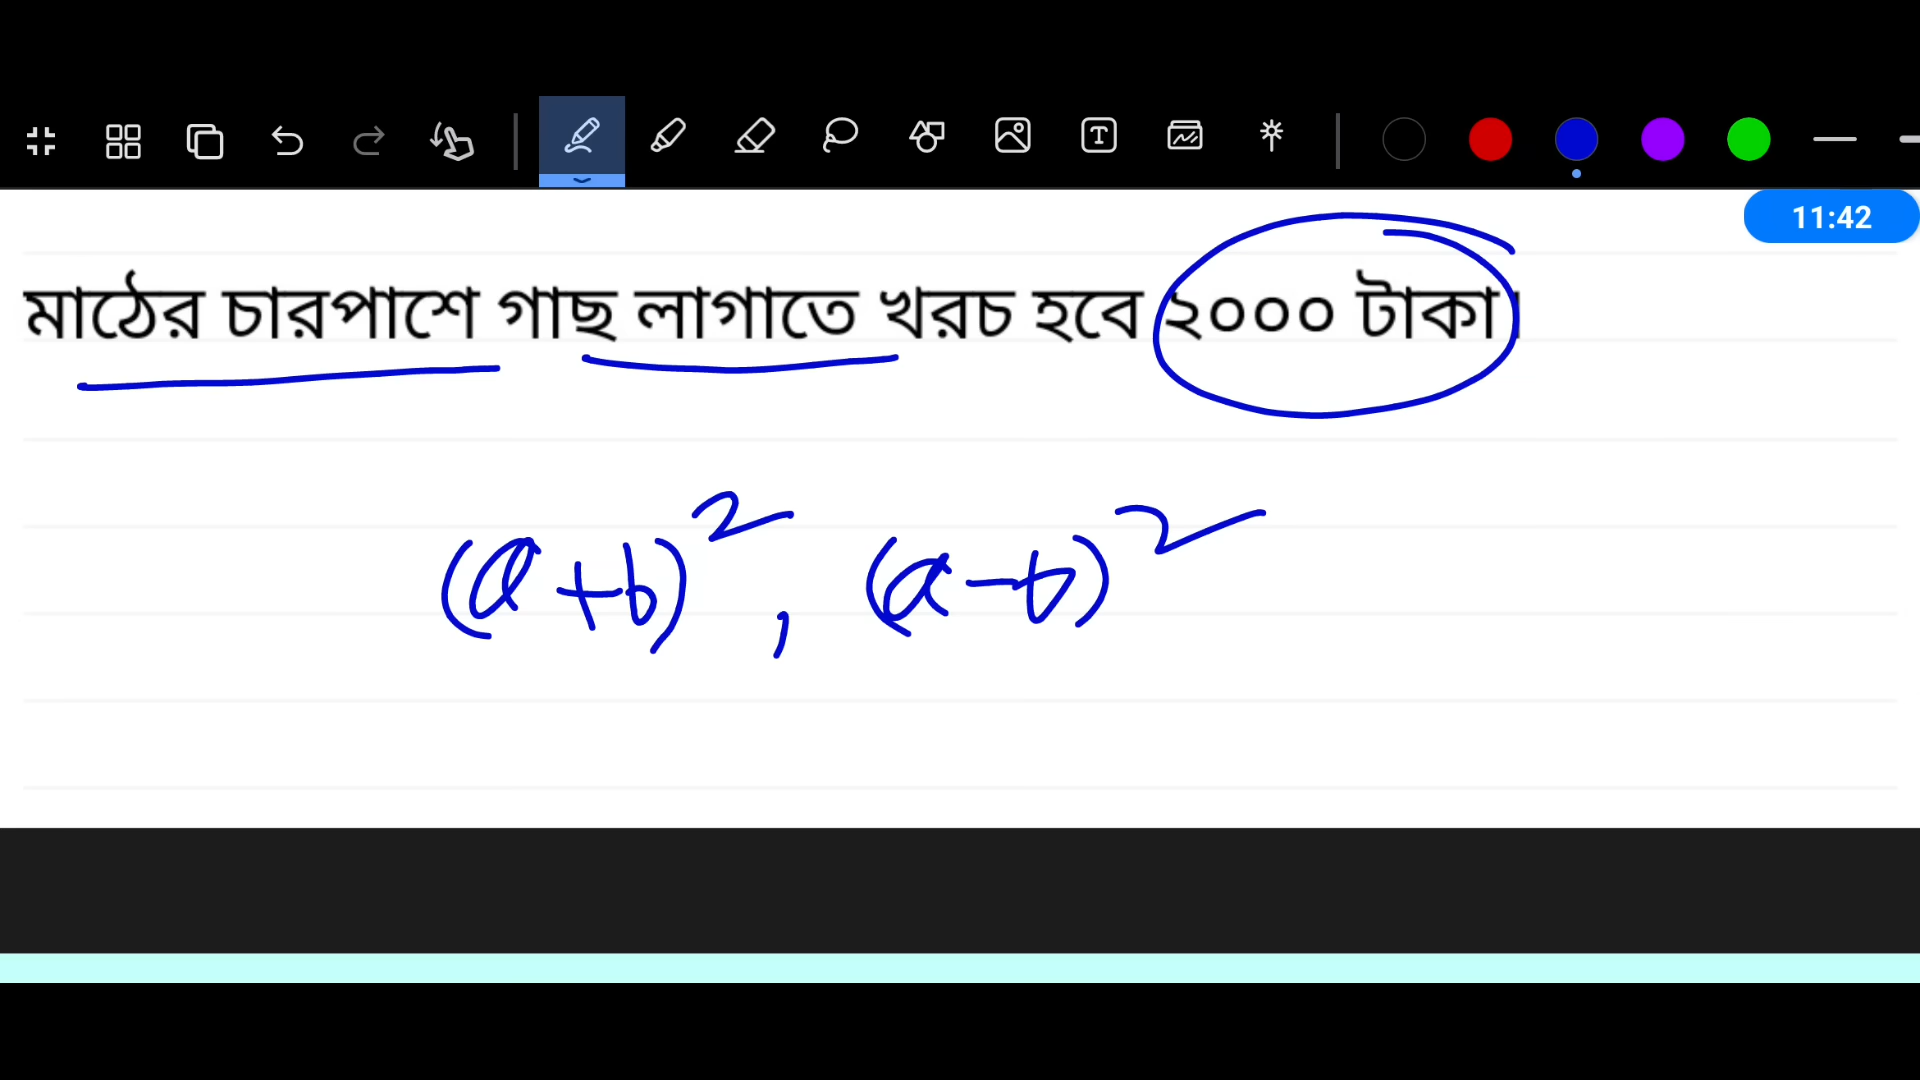 11:42
মাঠের চারপাশে গাছ লাগাতে খরচ হবে ২০০০ টাকা।
(a+b)², (a-b)²